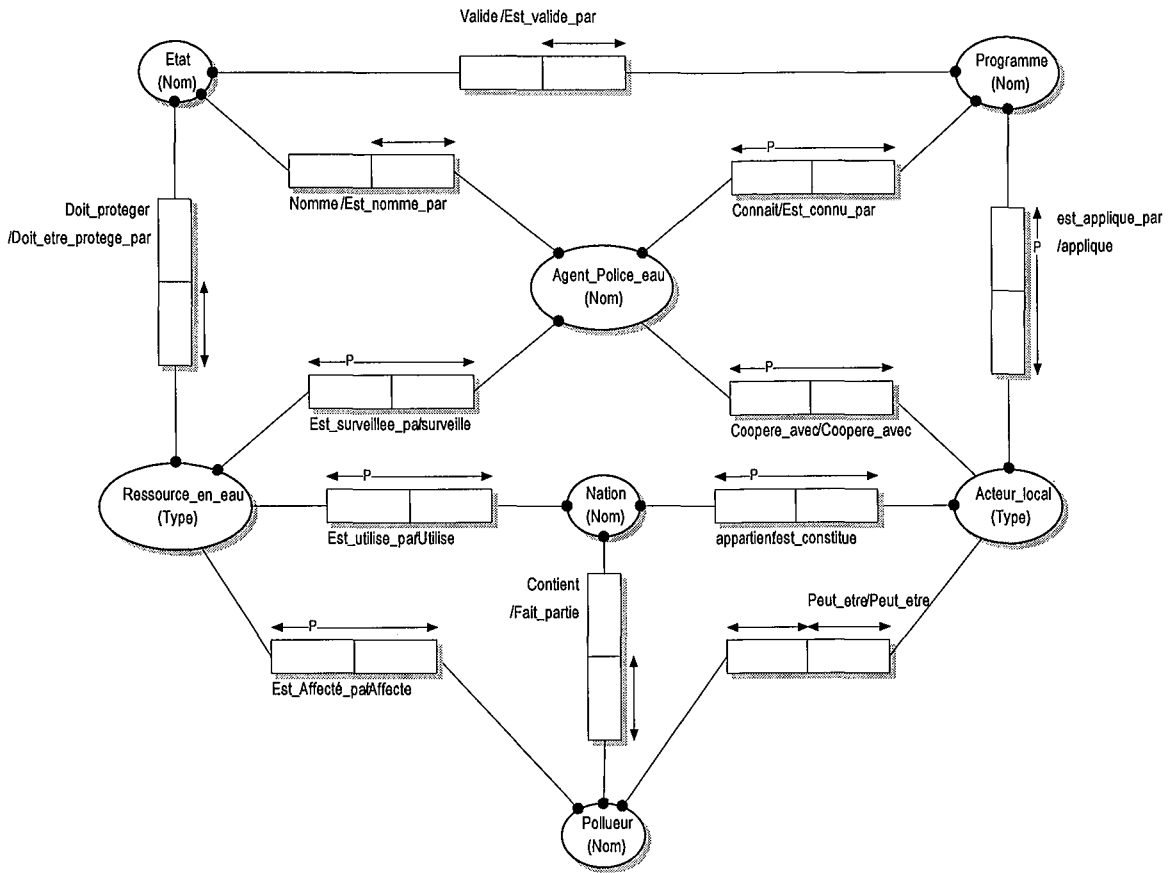 Valide /Est_valide_par
Etat
(Nom)
Programme
(Nom)
P
Nomme /Est_nomme_par
Connait/Est_connu_par
Doit_proteger
/Doit_etre_protege_par
est_applique_par
/applique
P
Agent_Police_eau
(Nom)
P
P
Est_surveillee_pa/surveille
Coopere_avec/Coopere_avec
Ressource_en_eau
(Type)
P
Est_utilise_pa/Utilise
Nation
(Nom)
P
appartient/est_constitue
Acteur_local
(Type)
Contient
/Fait_partie
Peut_etre/Peut_etre
P
Est_Affecté_pa/Affecte
Pollueur
(Nom)